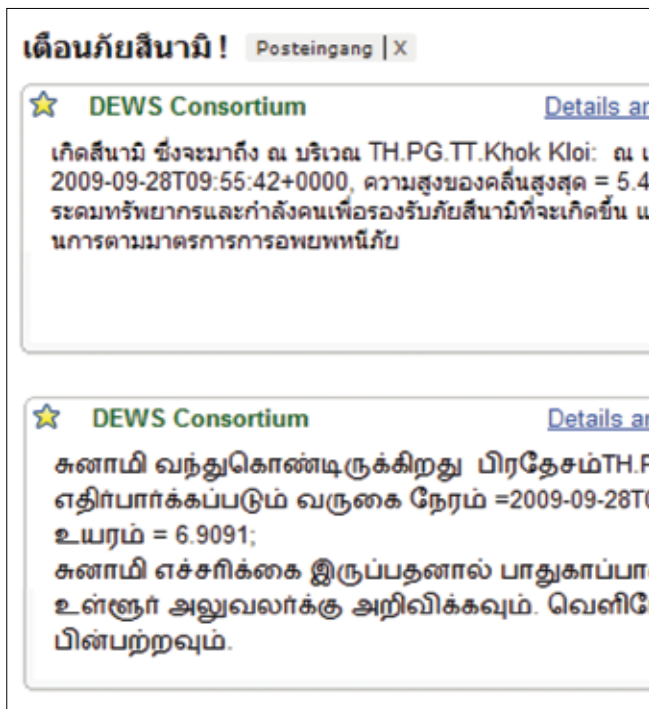 เตือนภัยสึนามิ ! Posteingang | X
DEWS Consortium Details
เกิดสึนามิ ซึ่งจะมาถึง ณ บริเวณ TH.PG.TT.Khok Kloi: ณ
2009-09-28T09:55:42+0000, ความสูงของคลื่นสูงสุด = 5.4
ระดมทรัพยากรและกำลังคนเพื่อรองรับภัยสึนามิที่จะเกิดขึ้น
นการตามมาตรการการอพยพหนีภัย
DEWS Consortium Details
சுனாமி வந்துகொண்டிருக்கிறது பிரதேசம்TH.
எதிர்பார்க்கப்படும் வருகை நேரம் =2009-09-28T
உயரம் = 6.9091;
சுனாமி எச்சரிக்கை இருப்பதனால்
உள்ளூர் அலுவலர்க்கு அறிவிக்கவும்.
பின்பற்றவும்.